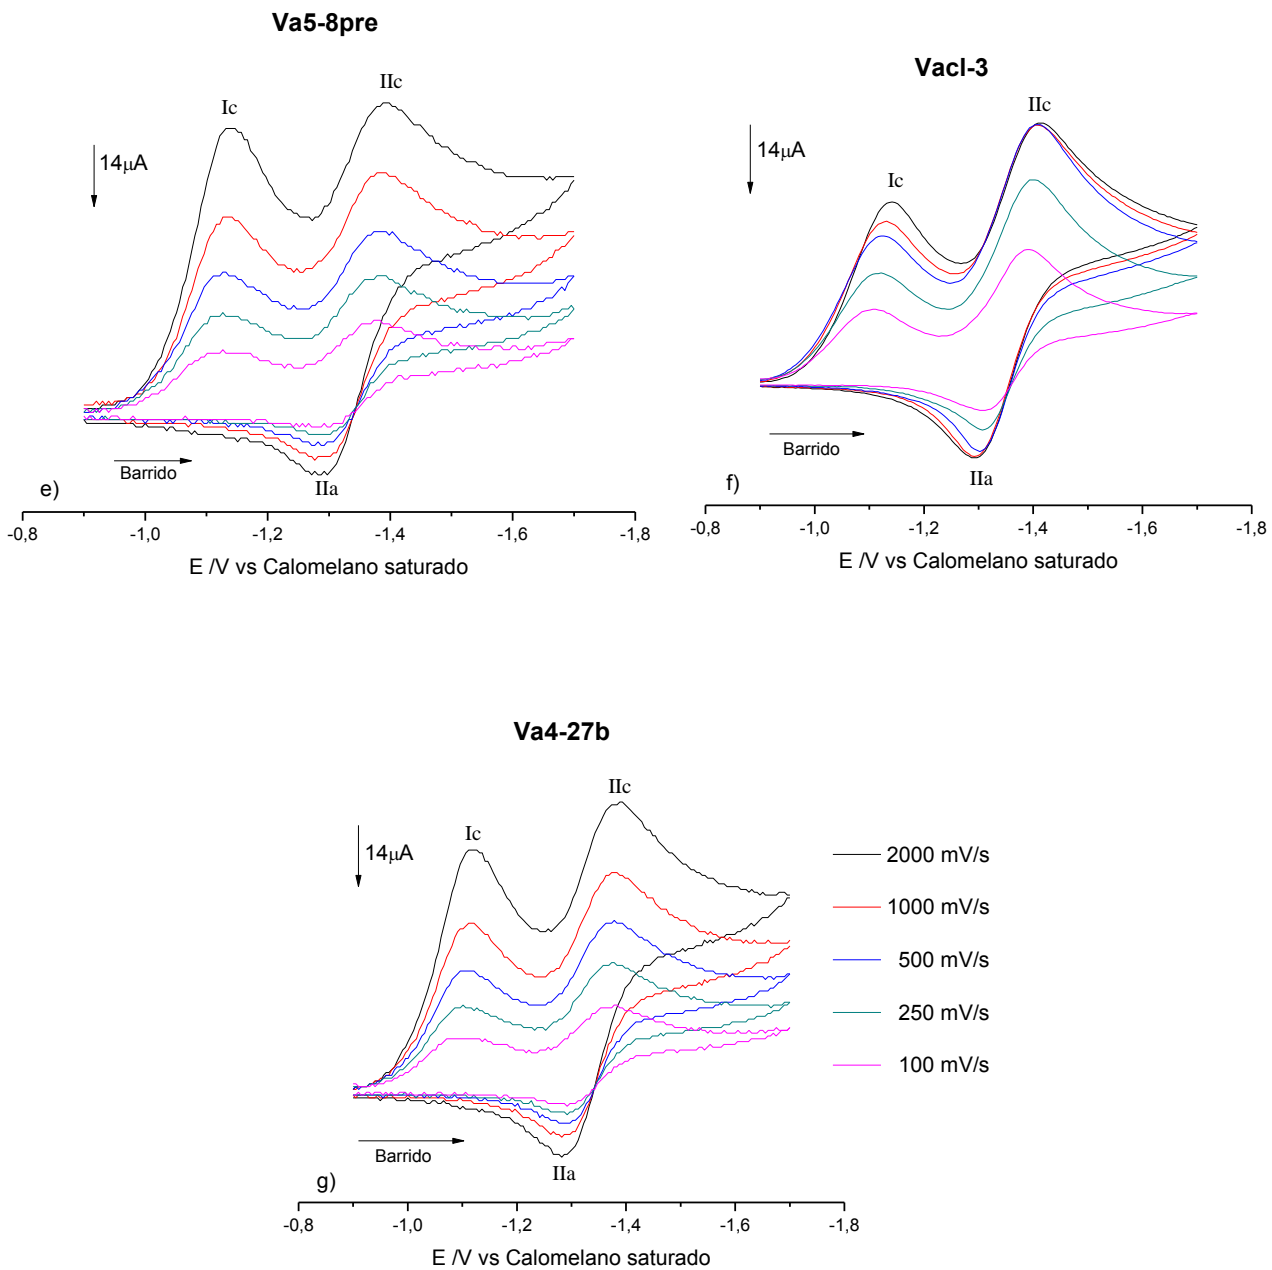 Va5-8pre
Ic
IIc
14µA
Barrido
IIa
e)
-0,8
-1,0
-1,2
-1,4
-1,6
-1,8
E /V vs Calomelano saturado
Vacl-3
Ic
IIc
14µA
Barrido
IIa
f)
-0,8
-1,0
-1,2
-1,4
-1,6
-1,8
E /V vs Calomelano saturado
Va4-27b
Ic
IIc
14µA
Barrido
IIa
g)
-0,8
-1,0
-1,2
-1,4
-1,6
-1,8
E /V vs Calomelano saturado
2000 mV/s
1000 mV/s
500 mV/s
250 mV/s
100 mV/s